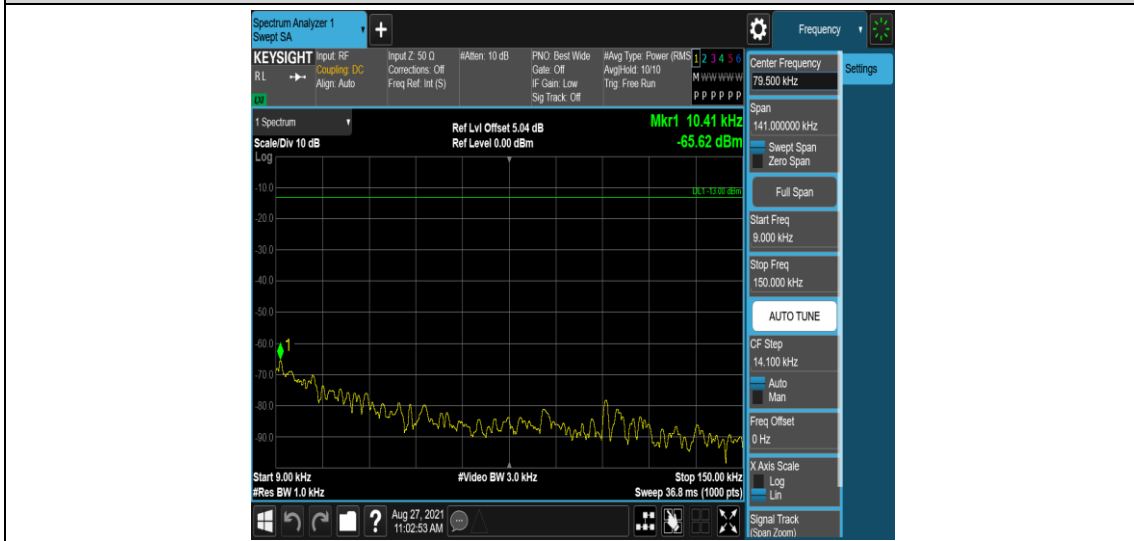 Spectrum Analyzer 1
Swept SA
Frequency
KEYSIGHT
RL
Input: RF
Coupling: DC
Align: Auto
Input Z: 50 Ω
Corrections: Off
Freq Ref: Int (S)
#Atten: 10 dB
PNO: Best Wide
Gate: Off
IF Gain: Low
Sig Track: Off
#Avg Type: Power (RMS
Avg|Hold: 10/10
Trig: Free Run
1 2 3 4 5 6
M W W W W W
P P P P P P
Center Frequency
79.500 kHz
Settings
Span
141.000000 kHz
Swept Span
Zero Span
Full Span
Start Freq
9.000 kHz
Stop Freq
150.000 kHz
AUTO TUNE
CF Step
14.100 kHz
Auto
Man
Freq Offset
0 Hz
X Axis Scale
Log
Lin
Signal Track
(Span Zoom)
1 Spectrum
Scale/Div 10 dB
Ref Lvl Offset 5.04 dB
Ref Level 0.00 dBm
Mkr1 10.41 kHz
-65.62 dBm
Log
-10.0
DL1 -13.00 dBm
-20.0
-30.0
-40.0
-50.0
-60.0
1
-70.0
-80.0
-90.0
Start 9.00 kHz
#Video BW 3.0 kHz
Stop 150.00 kHz
#Res BW 1.0 kHz
Sweep 36.8 ms (1000 pts)
?
Aug 27, 2021
11:02:53 AM